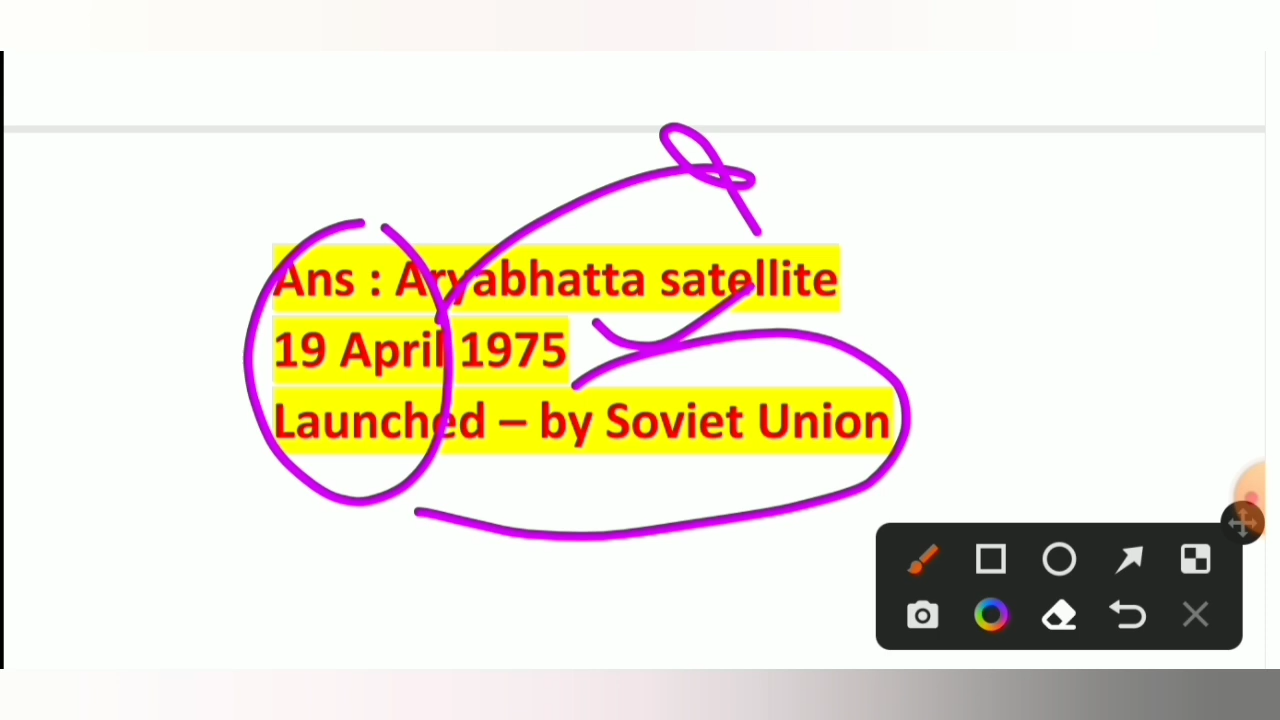 Ans : Aryabhatta satellite
19 April 1975
Launched – by Soviet Union